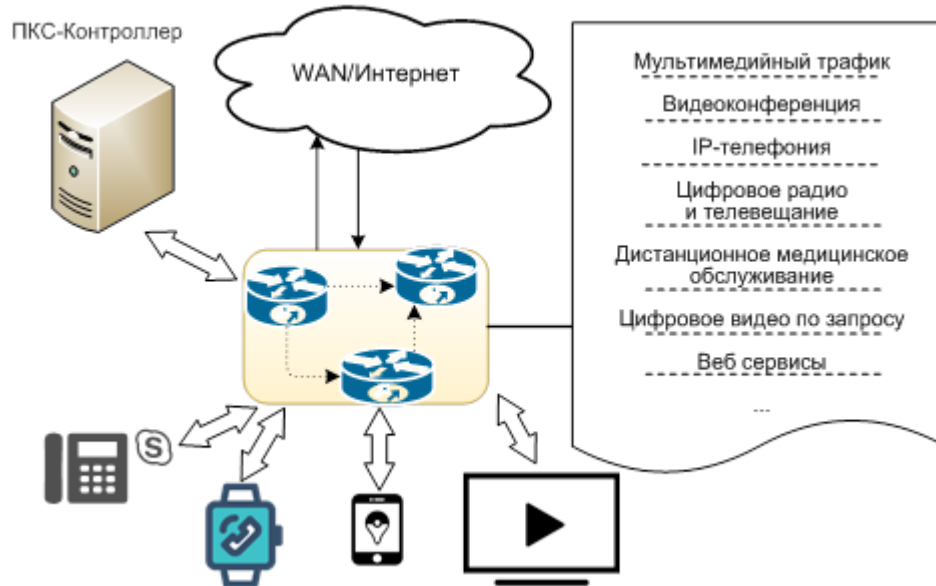 ПКС-Контроллер
WAN/Интернет
Мультимедийный трафик
Видеоконференция
IP-телефония
Цифровое радио
и телевещание
Дистанционное медицинское
обслуживание
Цифровое видео по запросу
Веб сервисы
...
S